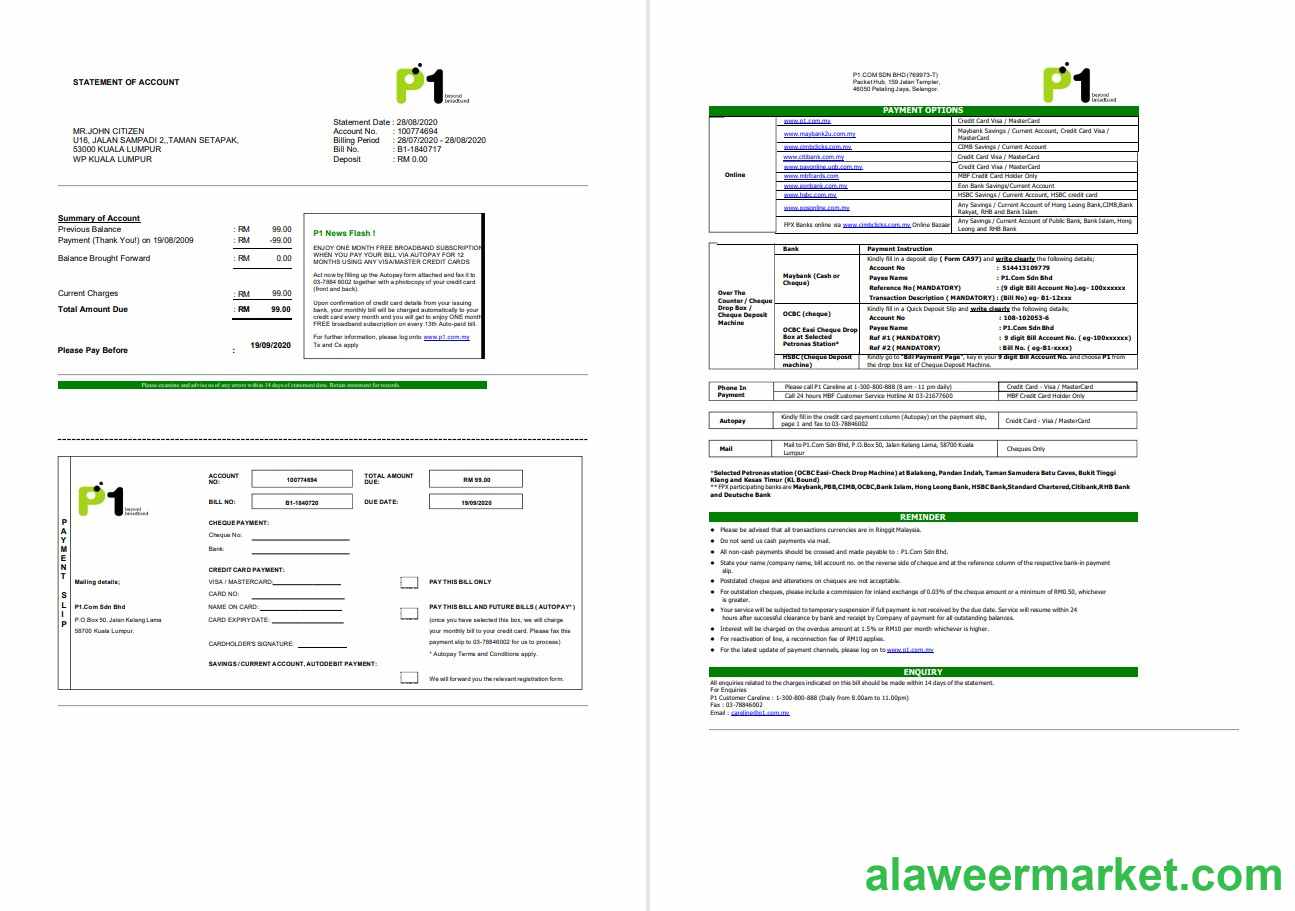 STATEMENT OF ACCOUNT
P1
beyond
broadband
Statement Date : 28/08/2020
Account No. : 100774694
Billing Period : 28/07/2020 - 28/08/2020
Bill No. : B1-1840717
Deposit : RM 0.00
MR.JOHN CITIZEN
U16, JALAN SAMPADI 2,,TAMAN SETAPAK,
53000 KUALA LUMPUR
WP KUALA LUMPUR
Summary of Account
Previous Balance : RM 99.00
Payment (Thank You!) on 19/08/2009 : RM -99.00
Balance Brought Forward : RM 0.00
Current Charges : RM 99.00
Total Amount Due : RM 99.00
Please Pay Before : 19/09/2020
P1 News Flash !
ENJOY ONE MONTH FREE BROADBAND SUBSCRIPTION
WHEN YOU PAY YOUR BILL VIA AUTOPAY FOR 12
MONTHS USING ANY VISA/MASTER CREDIT CARDS
Act now by filling up the Autopay form attached and fax it to
03-7884 6002 together with a photocopy of your credit card
(front and back).
Upon confirmation of credit card details from your issuing
bank, your monthly bill will be charged automatically to your
credit card every month and you will get to enjoy ONE month
FREE broadband subscription on every 13th Auto-paid bill.
For further information, please log onto www.p1.com.my
Ts and Cs apply
Please examine and advise us of any errors within 14 days of statement date. Retain statement for records.
PAYMENT SLIP
P1
beyond
broadband
Mailing details;
P1.Com Sdn Bhd
P.O.Box 50, Jalan Kelang Lama
58700 Kuala Lumpur.
ACCOUNT NO: 100774694 TOTAL AMOUNT DUE: RM 99.00
BILL NO: B1-1840720 DUE DATE: 19/09/2020
CHEQUE PAYMENT:
Cheque No:
Bank:
CREDIT CARD PAYMENT:
VISA / MASTERCARD:
CARD NO:
NAME ON CARD:
CARD EXPIRY DATE:
CARDHOLDER'S SIGNATURE:
SAVINGS / CURRENT ACCOUNT, AUTODEBIT PAYMENT:
PAY THIS BILL ONLY
PAY THIS BILL AND FUTURE BILLS ( AUTOPAY* )
(once you have selected this box, we will charge
your monthly bill to your credit card. Please fax this
payment slip to 03-78846002 for us to process)
* Autopay Terms and Conditions apply.
We will forward you the relevant registration form.
P1.COM SDN BHD (769973-T)
Packet Hub, 159 Jalan Templer,
46050 Petaling Jaya, Selangor.
P1
beyond
broadband
PAYMENT OPTIONS
Online
www.p1.com.my Credit Card Visa / MasterCard
www.maybank2u.com.my Maybank Savings / Current Account, Credit Card Visa / MasterCard
www.cimbclicks.com.my CIMB Savings / Current Account
www.citibank.com.my Credit Card Visa / MasterCard
www.payonline.uob.com.my Credit Card Visa / MasterCard
www.mbfcards.com MBF Credit Card Holder Only
www.eonbank.com.my Eon Bank Savings/Current Account
www.hsbc.com.my HSBC Savings / Current Account, HSBC credit card
www.posonline.com.my Any Savings / Current Account of Hong Leong Bank,CIMB,Bank Rakyat, RHB and Bank Islam
FPX Banks online via www.cimbclicks.com.my Online Bazaar Any Savings / Current Account of Public Bank, Bank Islam, Hong Leong and RHB Bank
Over The Counter / Cheque Drop Box / Cheque Deposit Machine
Bank Payment Instruction
Maybank (Cash or Cheque)
Kindly fill in a deposit slip ( Form CA97) and write clearly the following details;
Account No : 514413109779
Payee Name : P1.Com Sdn Bhd
Reference No ( MANDATORY) : (9 digit Bill Account No).eg- 100xxxxxx
Transaction Description ( MANDATORY) : (Bill No) eg- B1-12xxx
OCBC (cheque)
OCBC Easi Cheque Drop Box at Selected Petronas Station*
Kindly fill in a Quick Deposit Slip and write clearly the following details;
Account No : 108-102053-6
Payee Name : P1.Com Sdn Bhd
Ref #1 ( MANDATORY) : 9 digit Bill Account No. ( eg-100xxxxxx)
Ref #2 ( MANDATORY) : Bill No. ( eg-B1-xxxx)
HSBC (Cheque Deposit machine)
Kindly go to "Bill Payment Page", key in your 9 digit Bill Account No. and choose P1 from
the drop box list of Cheque Deposit Machine.
Phone In Payment
Please call P1 Careline at 1-300-800-888 (8 am - 11 pm daily) Credit Card - Visa / MasterCard
Call 24 hours MBF Customer Service Hotline At 03-21677600 MBF Credit Card Holder Only
Autopay
Kindly fill in the credit card payment column (Autopay) on the payment slip,
page 1 and fax to 03-78846002
Credit Card - Visa / MasterCard
Mail
Mail to P1.Com Sdn Bhd, P.O.Box 50, Jalan Kelang Lama, 58700 Kuala
Lumpur
Cheques Only
*Selected Petronas station (OCBC Easi-Check Drop Machine) at Balakong, Pandan Indah, Taman Samudera Batu Caves, Bukit Tinggi
Klang and Kesas Timur (KL Bound)
** FPX participating banks are Maybank,PBB,CIMB,OCBC,Bank Islam, Hong Leong Bank, HSBC Bank,Standard Chartered,Citibank,RHB Bank
and Deutsche Bank
REMINDER
● Please be advised that all transactions currencies are in Ringgit Malaysia.
● Do not send us cash payments via mail.
● All non-cash payments should be crossed and made payable to : P1.Com Sdn Bhd.
● State your name /company name, bill account no. on the reverse side of cheque and at the reference column of the respective bank-in payment
slip.
● Postdated cheque and alterations on cheques are not acceptable.
● For outstation cheques, please include a commission for inland exchange of 0.03% of the cheque amount or a minimum of RM0.50, whichever
is greater.
● Your service will be subjected to temporary suspension if full payment is not received by the due date. Service will resume within 24
hours after successful clearance by bank and receipt by Company of payment for all outstanding balances.
● Interest will be charged on the overdue amount at 1.5% or RM10 per month whichever is higher.
● For reactivation of line, a reconnection fee of RM10 applies.
● For the latest update of payment channels, please log on to www.p1.com.my
ENQUIRY
All enquiries related to the charges indicated on this bill should be made within 14 days of the statement.
For Enquiries
P1 Customer Careline : 1-300-800-888 (Daily from 8.00am to 11.00pm)
Fax : 03-78846002
Email : careline@p1.com.my
alaweermarket.com